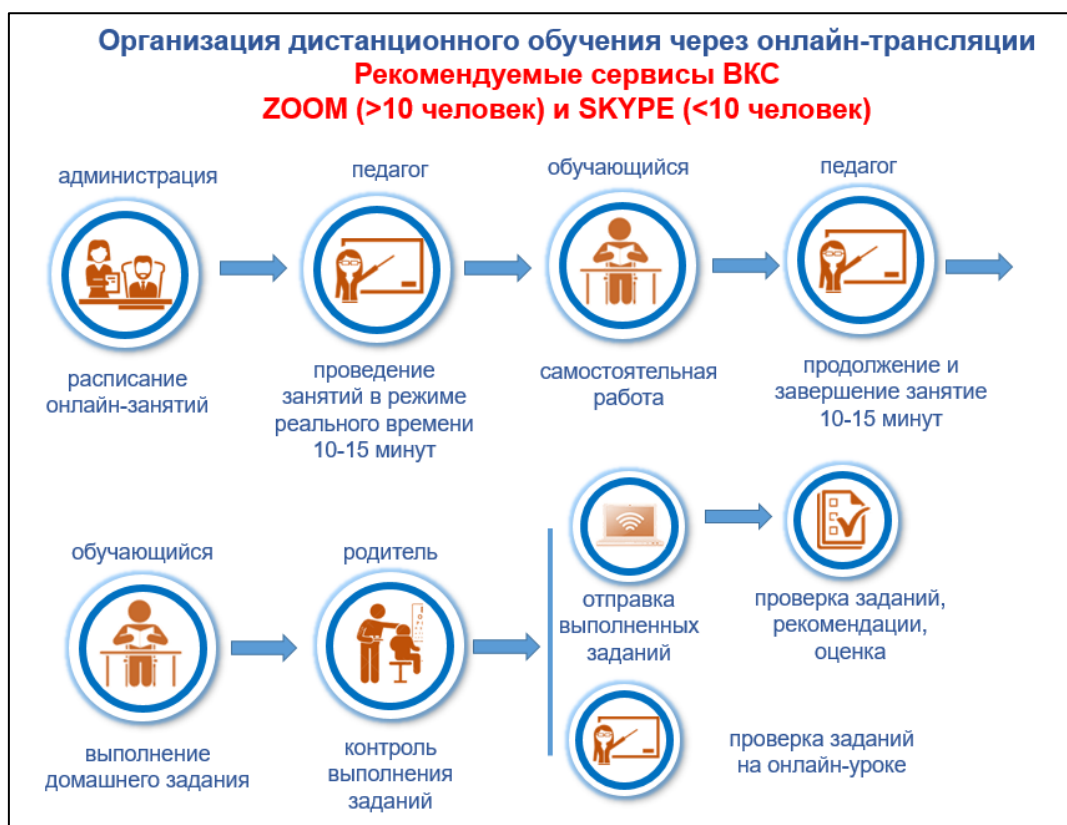 Организация дистанционного обучения через онлайн-трансляции
Рекомендуемые сервисы ВКС
ZOOM (>10 человек) и SKYPE (<10 человек)
администрация
педагог
обучающийся
педагог
расписание
онлайн-занятий
проведение
занятий в режиме
реального времени
10-15 минут
самостоятельная
работа
продолжение и
завершение занятие
10-15 минут
обучающийся
родитель
выполнение
домашнего задания
контроль
выполнения
заданий
отправка
выполненных
заданий
проверка заданий,
рекомендации,
оценка
проверка заданий
на онлайн-уроке